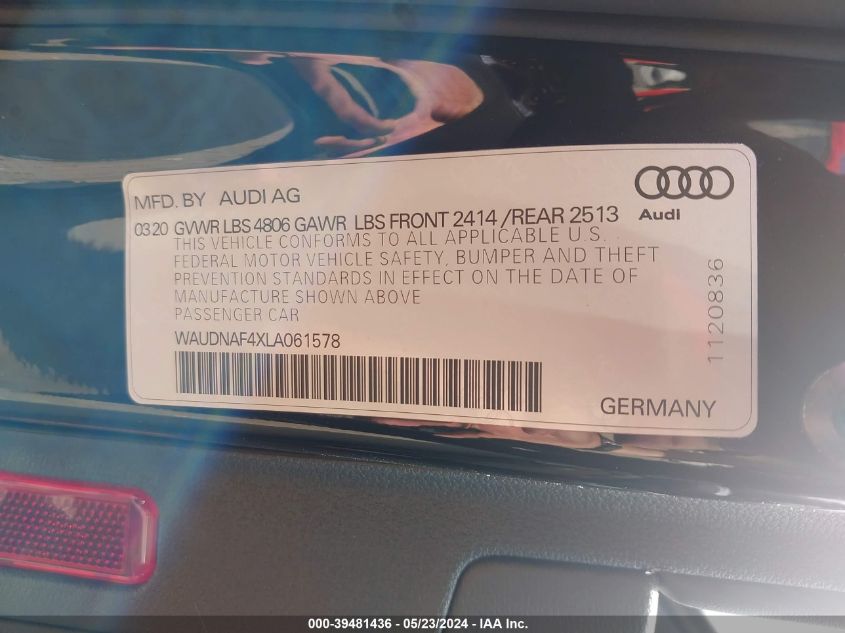 MFD. BY AUDI AG
Audi
0320 GVWR LBS 4806 GAWR LBS FRONT 2414 /REAR 2513
THIS VEHICLE CONFORMS TO ALL APPLICABLE U.S.
FEDERAL MOTOR VEHICLE SAFETY, BUMPER AND THEFT
PREVENTION STANDARDS IN EFFECT ON THE DATE OF
MANUFACTURE SHOWN ABOVE
PASSENGER CAR
WAUDNAF4XLA061578
1120836
GERMANY
000-39481436 - 05/23/2024 - IAA Inc.